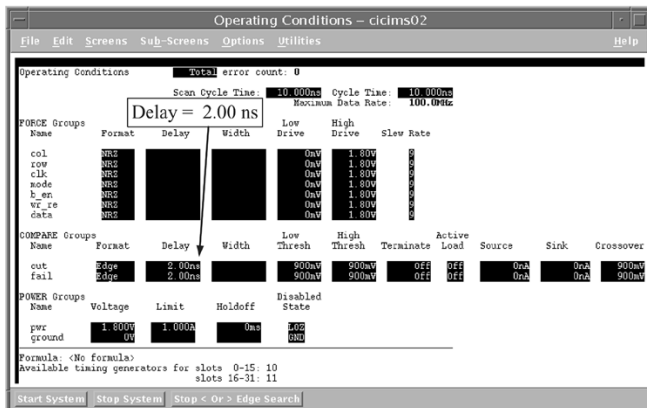 Operating Conditions – cicims02
File Edit Screens Sub-Screens Options Utilities Help
Operating Conditions Total error count: 0
Scan Cycle Time: 10.000ns Cycle Time: 10.000ns
Maximum Data Rate: 100.0MHz
Delay = 2.00 ns
FORCE Groups Low High
Name Format Delay Width Drive Drive Slew Rate
col NRZ 0mV 1.80V 9
row NRZ 0mV 1.80V 9
clk NRZ 0mV 1.80V 9
mode NRZ 0mV 1.80V 9
b_en NRZ 0mV 1.80V 9
wr_re NRZ 0mV 1.80V 9
data NRZ 0mV 1.80V 9
COMPARE Groups Low High Active
Name Format Delay Width Thresh Thresh Terminate Load Source Sink Crossover
out Edge 2.00ns 900mV 900mV Off Off 0nA 0nA 900mV
fail Edge 2.00ns 900mV 900mV Off Off 0nA 0nA 900mV
POWER Groups Disabled
Name Voltage Limit Holdoff State
pwr 1.800V 1.000A 0ms LOZ
ground 0V GND
Formula: <No formula>
Available timing generators for slots 0-15: 10
slots 16-31: 11
Start System Stop System Stop < Or > Edge Search